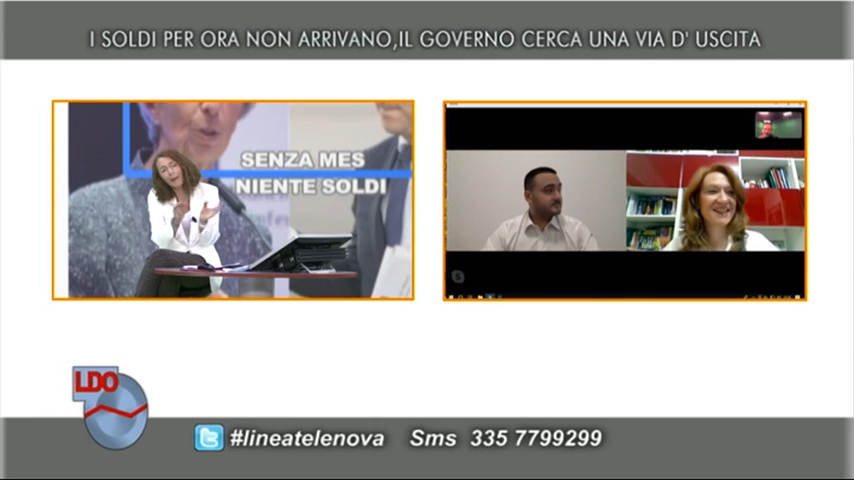 I SOLDI PER ORA NON ARRIVANO,IL GOVERNO CERCA UNA VIA D' USCITA
SENZA MES
NIENTE SOLDI
LDO
#lineatelenova Sms 335 7799299